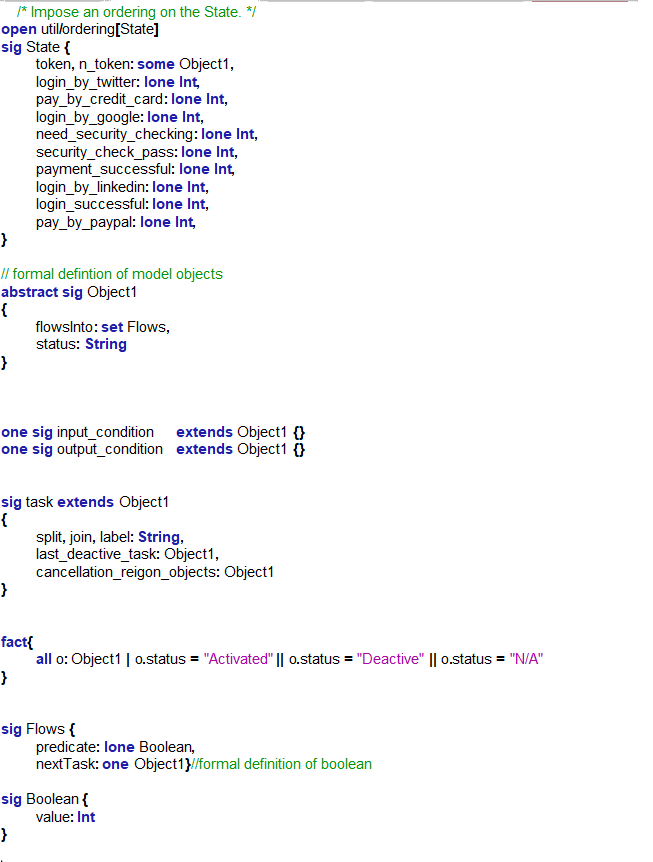 /* Impose an ordering on the State. */
open util/ordering[State]
sig State {
token, n_token: some Object1,
login_by_twitter: lone Int,
pay_by_credit_card: lone Int,
login_by_google: lone Int,
need_security_checking: lone Int,
security_check_pass: lone Int,
payment_successful: lone Int,
login_by_linkedin: lone Int,
login_successful: lone Int,
pay_by_paypal: lone Int,
}
// formal defintion of model objects
abstract sig Object1
{
flowsInto: set Flows,
status: String
}
one sig input_condition extends Object1 {}
one sig output_condition extends Object1 {}
sig task extends Object1
{
split, join, label: String,
last_deactive_task: Object1,
cancellation_reigon_objects: Object1
}
fact{
all o: Object1 | o.status = "Activated" || o.status = "Deactive" || o.status = "N/A"
}
sig Flows {
predicate: lone Boolean,
nextTask: one Object1}//formal definition of boolean
sig Boolean {
value: Int
}